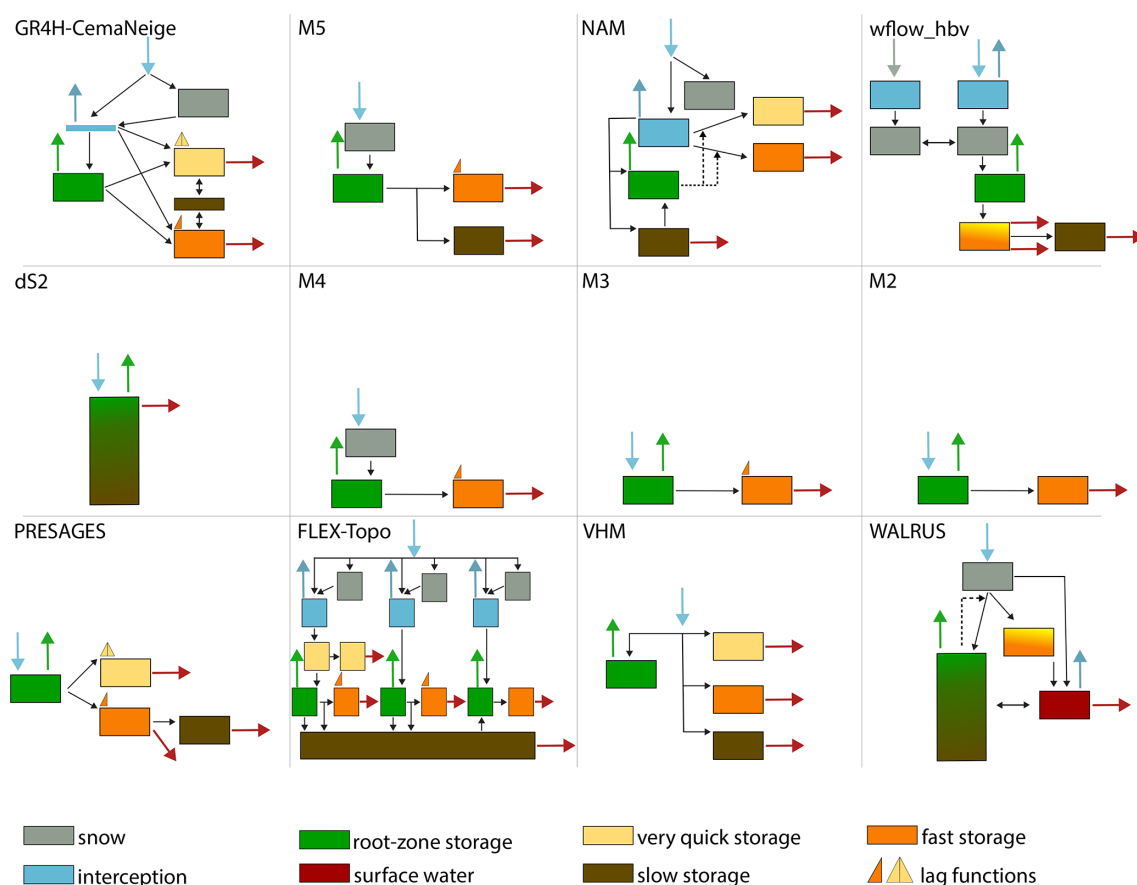 GR4H-CemaNeige
M5
NAM
wflow_hbv
dS2
M4
M3
M2
PRESAGES
FLEX-Topo
VHM
WALRUS
snow
root-zone storage
very quick storage
fast storage
interception
surface water
slow storage
lag functions